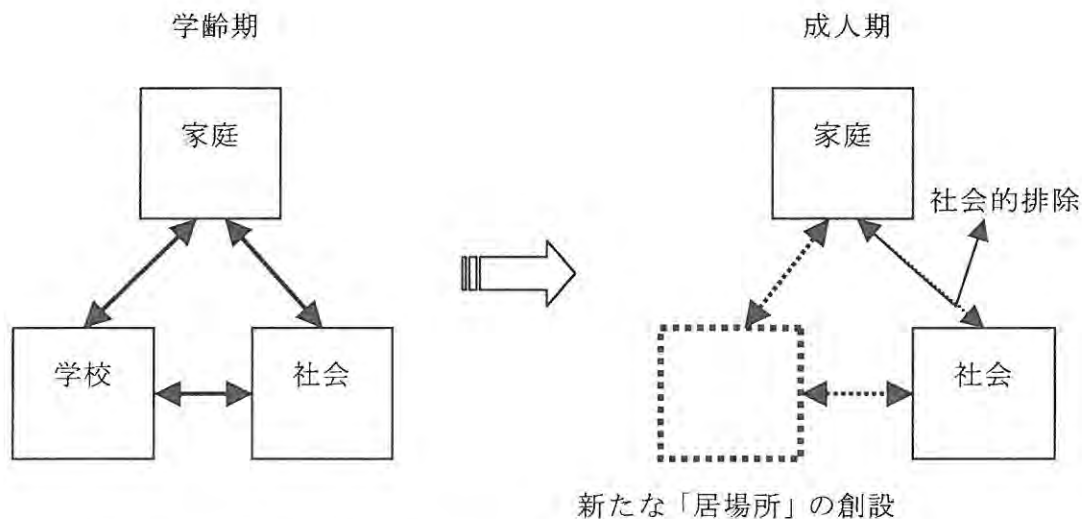 学齢期
成人期
家庭
家庭
社会的排除
学校
社会
社会
新たな「居場所」の創設